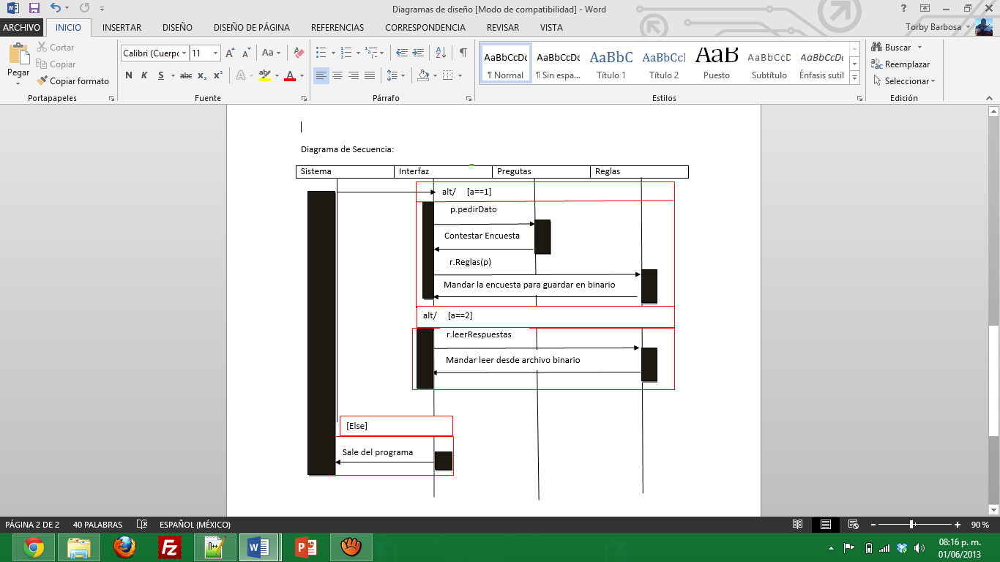 Diagramas de diseño [Modo de compatibilidad] - Word
ARCHIVO INICIO INSERTAR DISEÑO DISEÑO DE PÁGINA REFERENCIAS CORRESPONDENCIA REVISAR VISTA Torby Barbosa
Pegar
Cortar
Copiar
Copiar formato
Portapapeles
Calibri (Cuerpo 11
N K S abc x₂ x²
Fuente
Párrafo
AaBbCcDc AaBbCcDc AaBbC AaBbCcI AaB AaBbCcD AaBbCcDc
¶ Normal ¶ Sin espa... Título 1 Título 2 Puesto Subtítulo Énfasis sutil
Estilos
Buscar
Reemplazar
Seleccionar
Edición
Diagrama de Secuencia:
Sistema Interfaz Pregutas Reglas
alt/ [a==1]
p.pedirDato
Contestar Encuesta
r.Reglas(p)
Mandar la encuesta para guardar en binario
alt/ [a==2]
r.leerRespuestas
Mandar leer desde archivo binario
[Else]
Sale del programa
PÁGINA 2 DE 2 40 PALABRAS ESPAÑOL (MÉXICO) 90 %
08:16 p. m.
01/06/2013